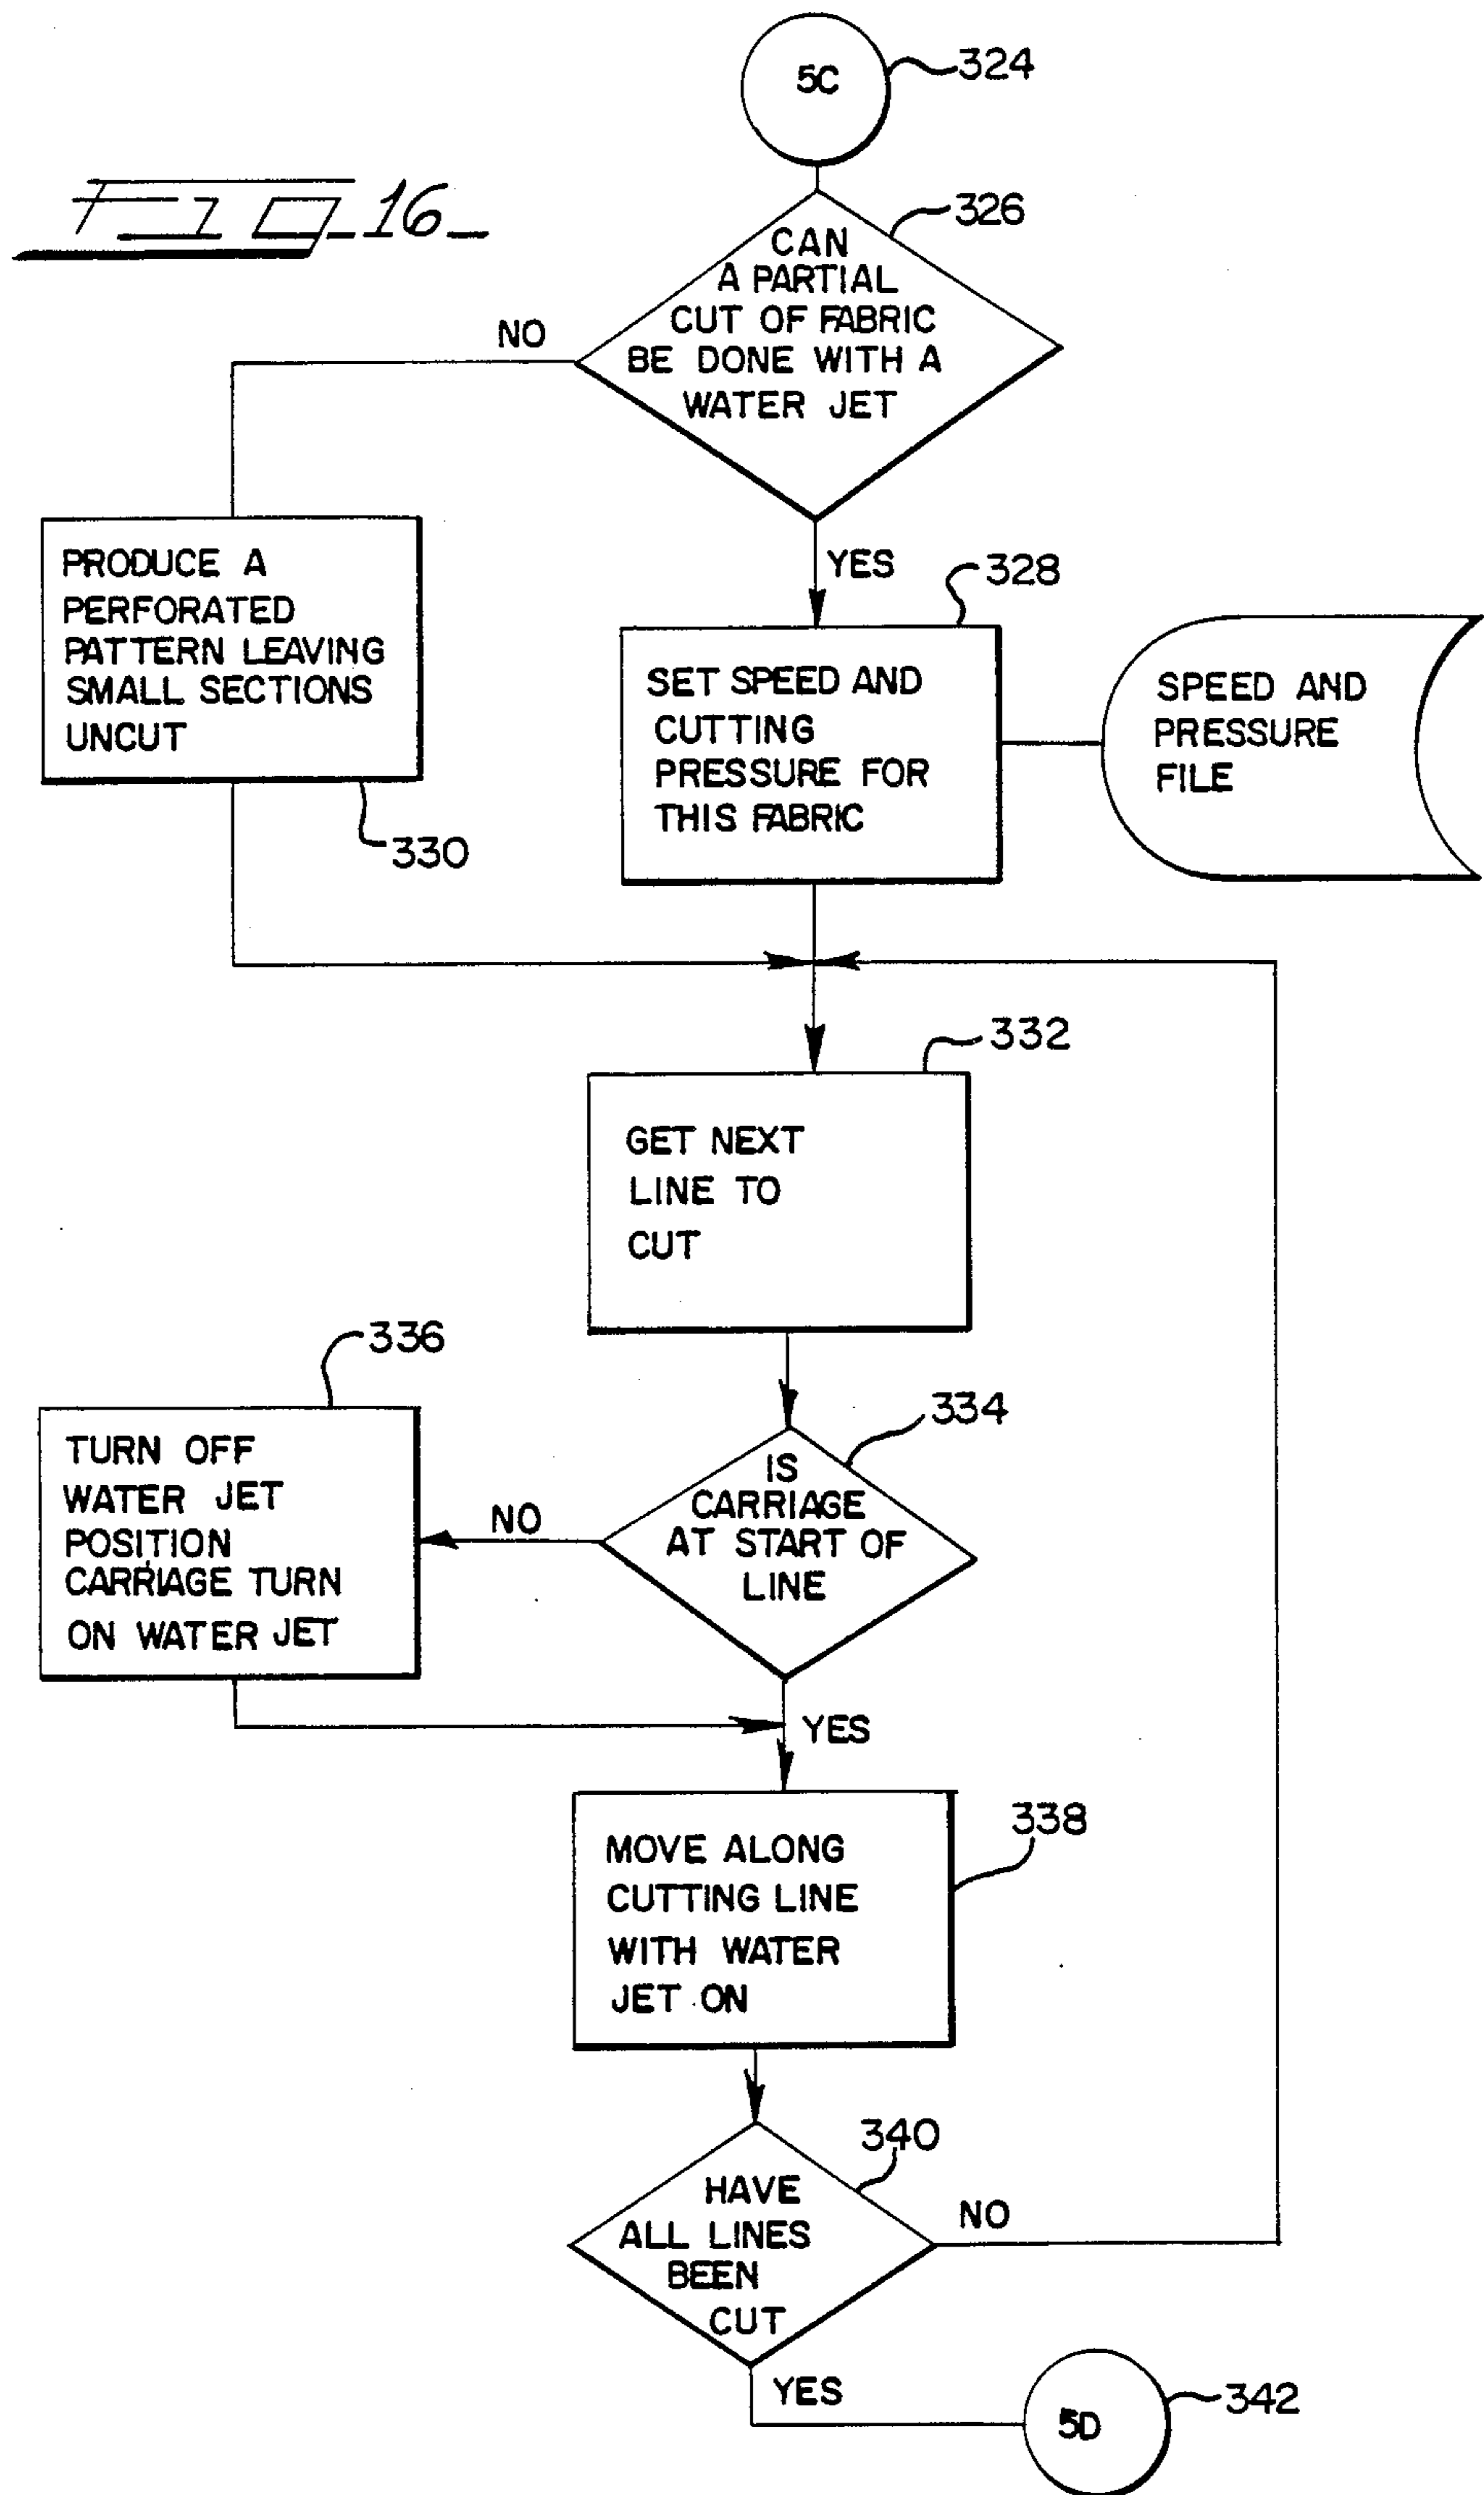 5C
324
FIG.16
326
CAN
A PARTIAL
CUT OF FABRIC
BE DONE WITH A
WATER JET
NO
YES
328
PRODUCE A
PERFORATED
PATTERN LEAVING
SMALL SECTIONS
UNCUT
330
SET SPEED AND
CUTTING
PRESSURE FOR
THIS FABRIC
SPEED AND
PRESSURE
FILE
332
GET NEXT
LINE TO
CUT
336
334
TURN OFF
WATER JET
POSITION
CARRIAGE TURN
ON WATER JET
NO
IS
CARRIAGE
AT START OF
LINE
YES
338
MOVE ALONG
CUTTING LINE
WITH WATER
JET ON
340
HAVE
ALL LINES
BEEN
CUT
NO
YES
5D
342